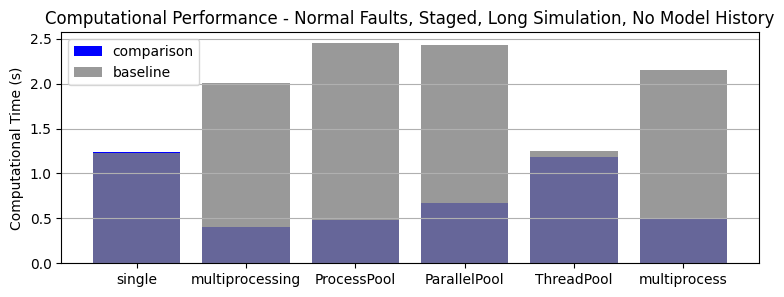 Computational Performance - Normal Faults, Staged, Long Simulation, No Model History
Computational Time (s)
2.5
2.0
1.5
1.0
0.5
0.0
comparison
baseline
single
multiprocessing
ProcessPool
ParallelPool
ThreadPool
multiprocess